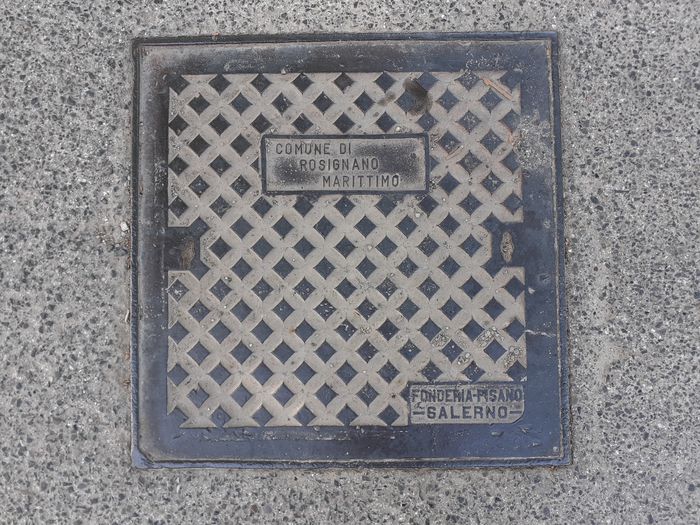 COMUNE DI
ROSIGNANO
MARITTIMO
FONDERIA-PISANO
SALERNO